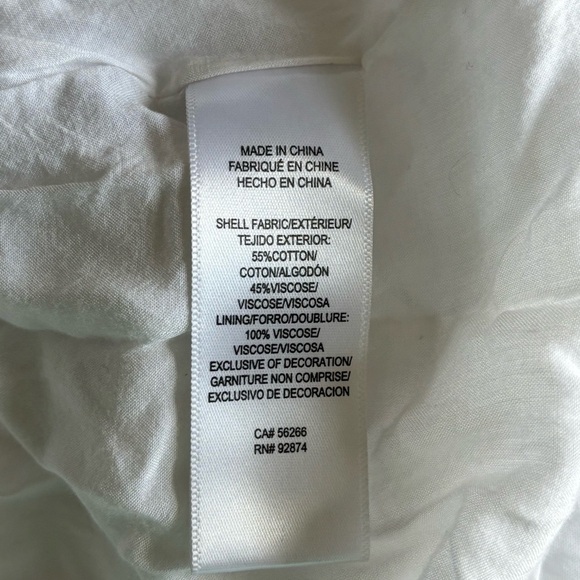 MADE IN CHINA
FABRIQUÉ EN CHINE
HECHO EN CHINA
SHELL FABRIC/EXTÉRIEUR/
TEJIDO EXTERIOR:
55%COTTON/
COTON/ALGODÓN
45%VISCOSE/
VISCOSE/VISCOSA
LINING/FORRO/DOUBLURE:
100% VISCOSE/
VISCOSE/VISCOSA
EXCLUSIVE OF DECORATION/
GARNITURE NON COMPRISE/
EXCLUSIVO DE DECORACION
CA# 56266
RN# 92874